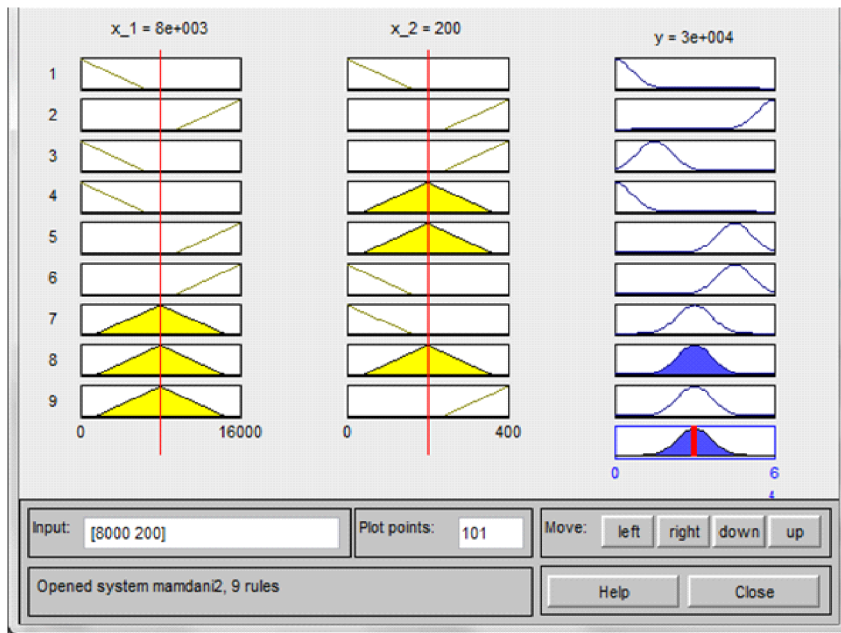 x_1 = 8e+003 x_2 = 200 y = 3e+004
1
2
3
4
5
6
7
8
9
0 16000 0 400
0 6
4
Input: [8000 200] Plot points: 101 Move: left right down up
Opened system mamdani2, 9 rules Help Close